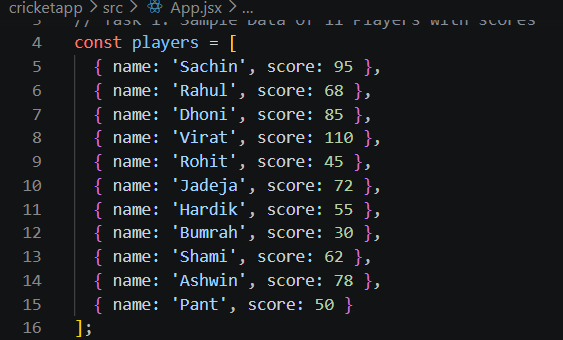 cricketapp > src > App.jsx > ...
3 // Task 1: Sample Data of 11 Players with scores
4 const players = [
5 { name: 'Sachin', score: 95 },
6 { name: 'Rahul', score: 68 },
7 { name: 'Dhoni', score: 85 },
8 { name: 'Virat', score: 110 },
9 { name: 'Rohit', score: 45 },
10 { name: 'Jadeja', score: 72 },
11 { name: 'Hardik', score: 55 },
12 { name: 'Bumrah', score: 30 },
13 { name: 'Shami', score: 62 },
14 { name: 'Ashwin', score: 78 },
15 { name: 'Pant', score: 50 }
16 ];